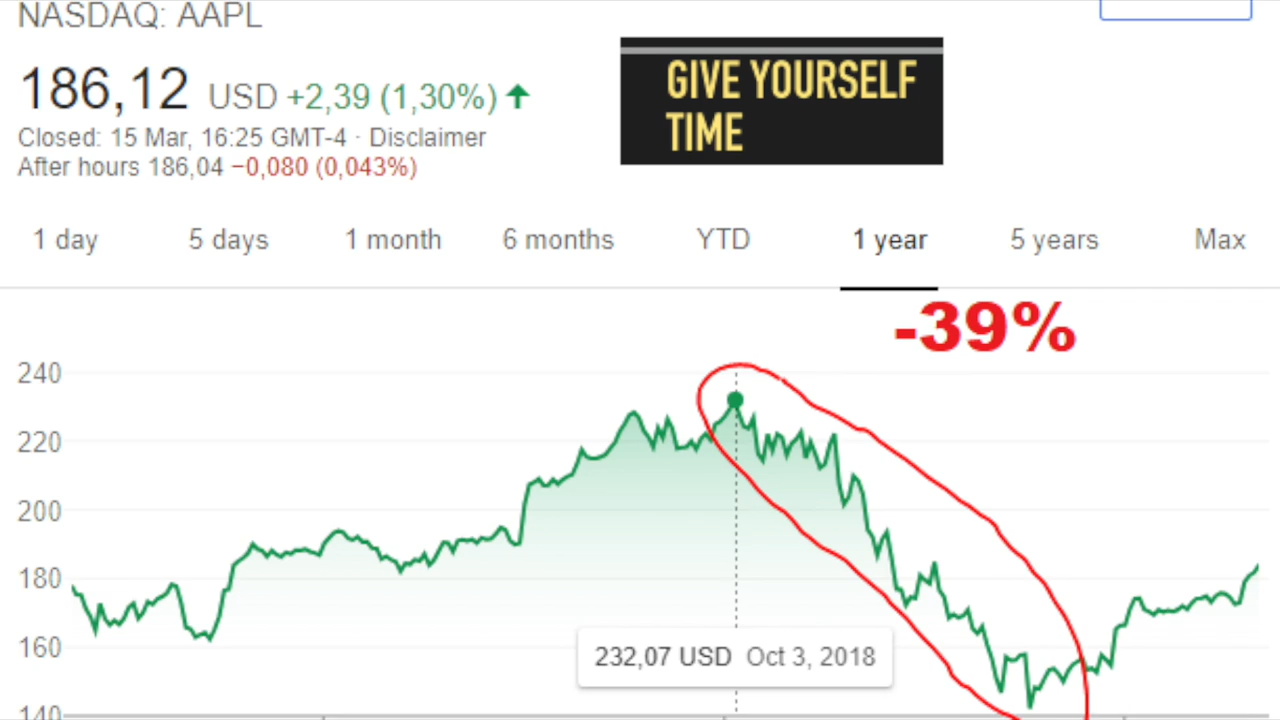 NASDAQ: AAPL
186,12 USD +2,39 (1,30%) ↑
Closed: 15 Mar, 16:25 GMT-4 · Disclaimer
After hours 186,04 −0,080 (0,043%)
GIVE YOURSELF
TIME
1 day 5 days 1 month 6 months YTD 1 year 5 years Max
-39%
240
220
200
180
160
232,07 USD Oct 3, 2018
140